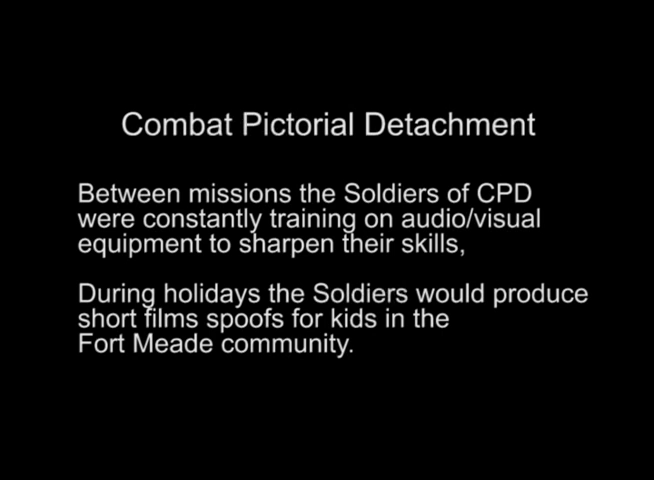 Combat Pictorial Detachment
Between missions the Soldiers of CPD
were constantly training on audio/visual
equipment to sharpen their skills,
During holidays the Soldiers would produce
short films spoofs for kids in the
Fort Meade community.